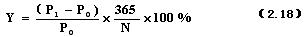 Y = (P₁ − P₀)/P₀ × 365/N × 100 % (2.18)